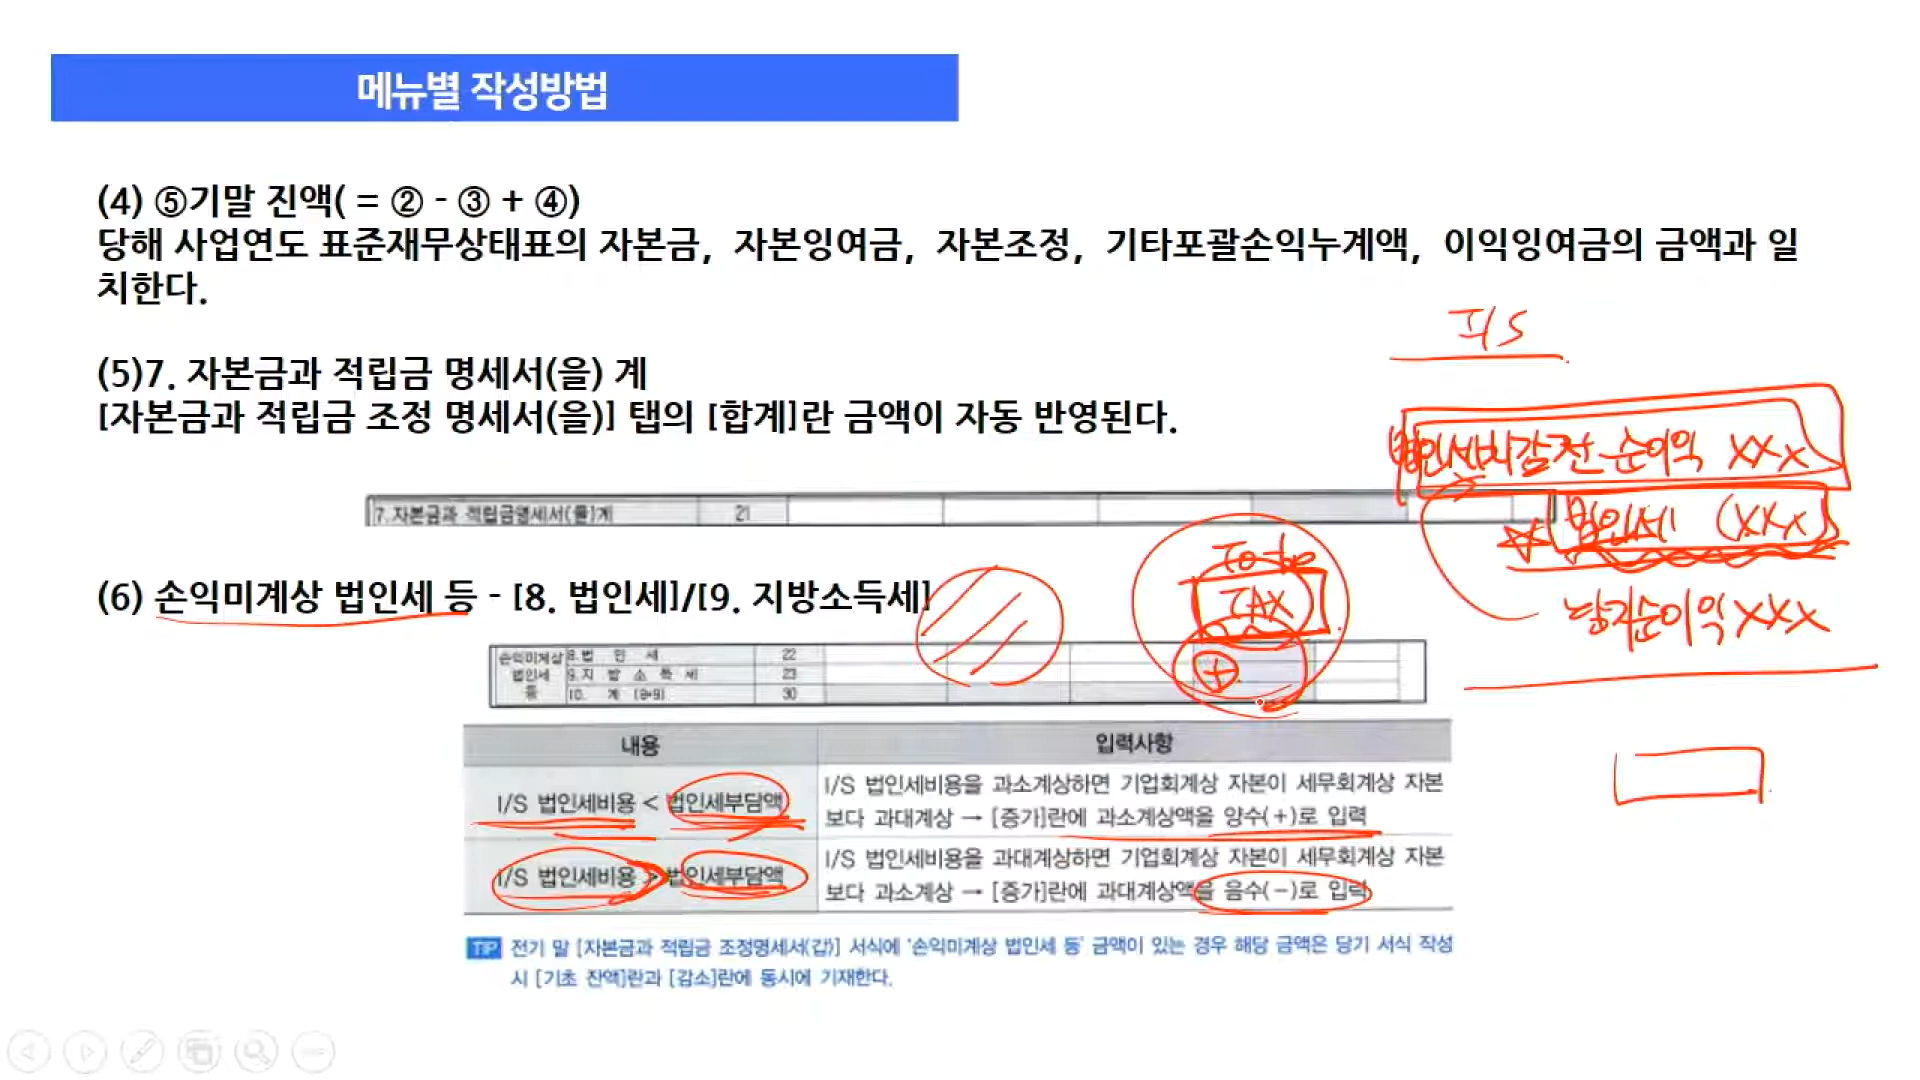 메뉴별 작성방법
(4) ⑤기말 진액( = ② - ③ + ④)
당해 사업연도 표준재무상태표의 자본금, 자본잉여금, 자본조정, 기타포괄손익누계액, 이익잉여금의 금액과 일
치한다.
I/S
(5)7. 자본금과 적립금 명세서(을) 계
[자본금과 적립금 조정 명세서(을)] 탭의 [합계]란 금액이 자동 반영된다.
법인세비차감전 순이익 XXX
7.자본금과 적립금명세서(을)계 21
법인세 (XXX)
(6) 손익미계상 법인세 등 - [8. 법인세]/[9. 지방소득세]
TAX
당기순이익 XXX
손익미계상 8.법 인 세 22
법인세 9.지 방 소 득 세 23
등 10. 계 (8+9) 30
+
내용 입력사항
I/S 법인세비용 < 법인세부담액 I/S 법인세비용을 과소계상하면 기업회계상 자본이 세무회계상 자본
보다 과대계상 → [증가]란에 과소계상액을 양수(+)로 입력
I/S 법인세비용 > 법인세부담액 I/S 법인세비용을 과대계상하면 기업회계상 자본이 세무회계상 자본
보다 과소계상 → [증가]란에 과대계상액을 음수(-)로 입력
TIP 전기 말 [자본금과 적립금 조정명세서(갑)] 서식에 '손익미계상 법인세 등' 금액이 있는 경우 해당 금액은 당기 서식 작성
시 [기초 잔액]란과 [감소]란에 동시에 기재한다.